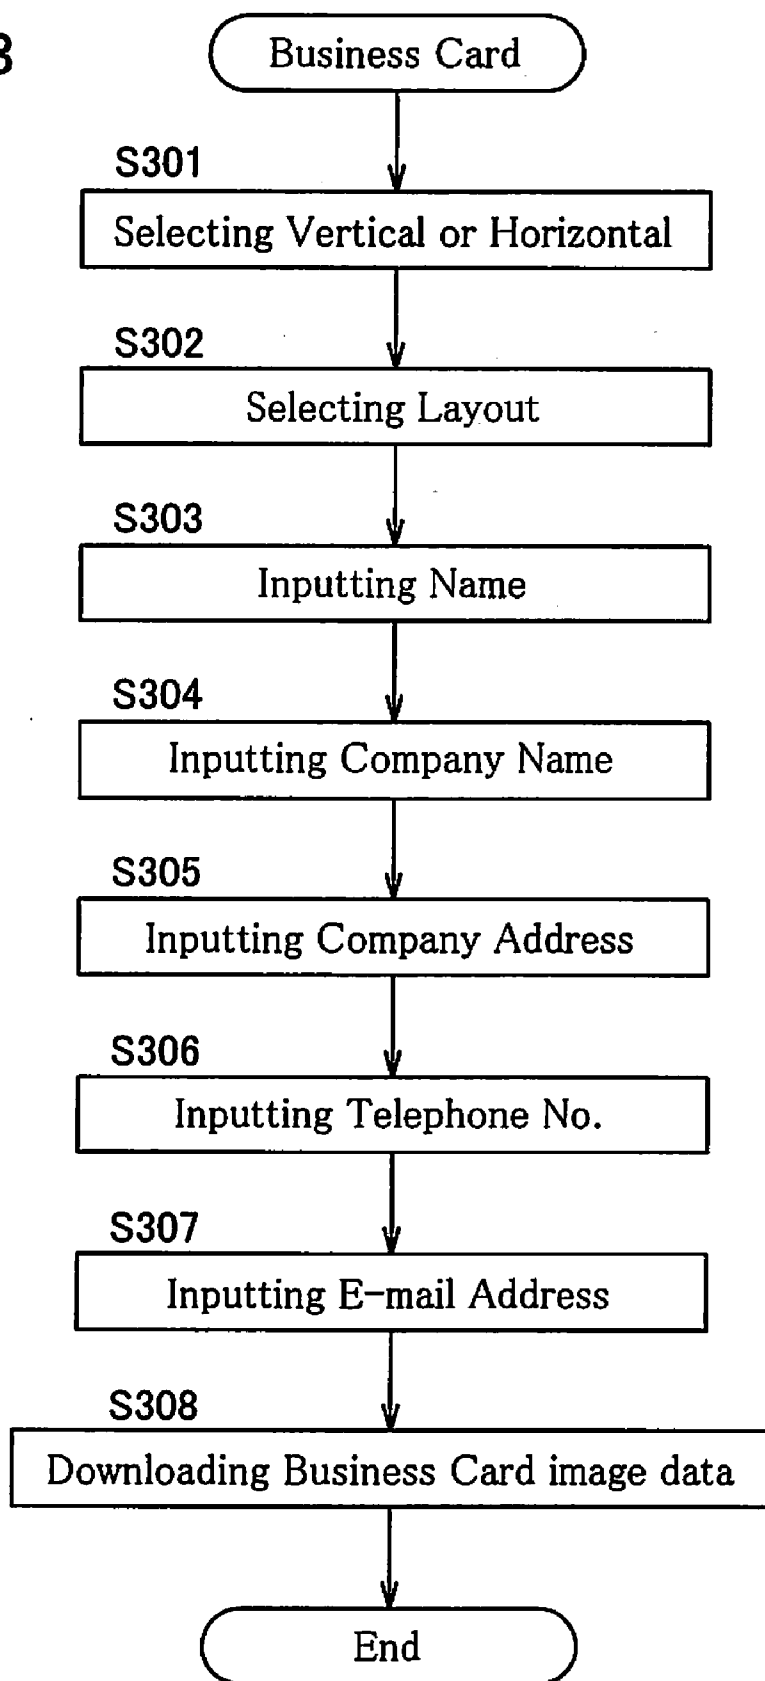 3
Business Card
S301
Selecting Vertical or Horizontal
S302
Selecting Layout
S303
Inputting Name
S304
Inputting Company Name
S305
Inputting Company Address
S306
Inputting Telephone No.
S307
Inputting E-mail Address
S308
Downloading Business Card image data
End